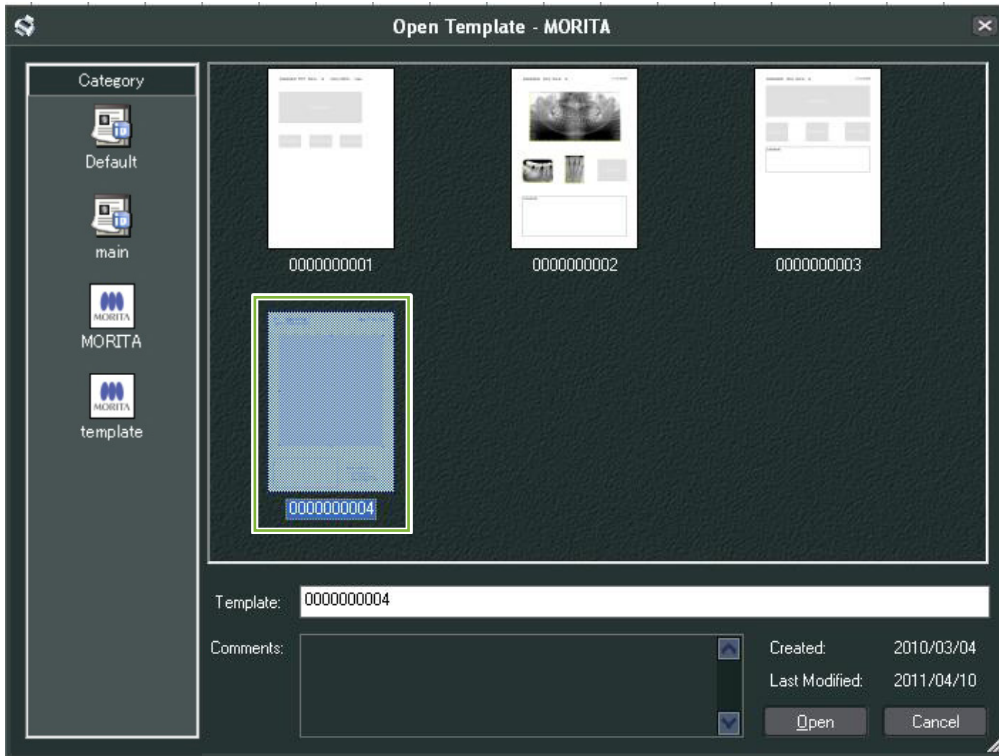 Open Template - MORITA
Category
Default
main
MORITA
MORITA
MORITA
template
0000000001
0000000002
0000000003
0000000004
Template: 0000000004
Comments:
Created: 2010/03/04
Last Modified: 2011/04/10
Open
Cancel